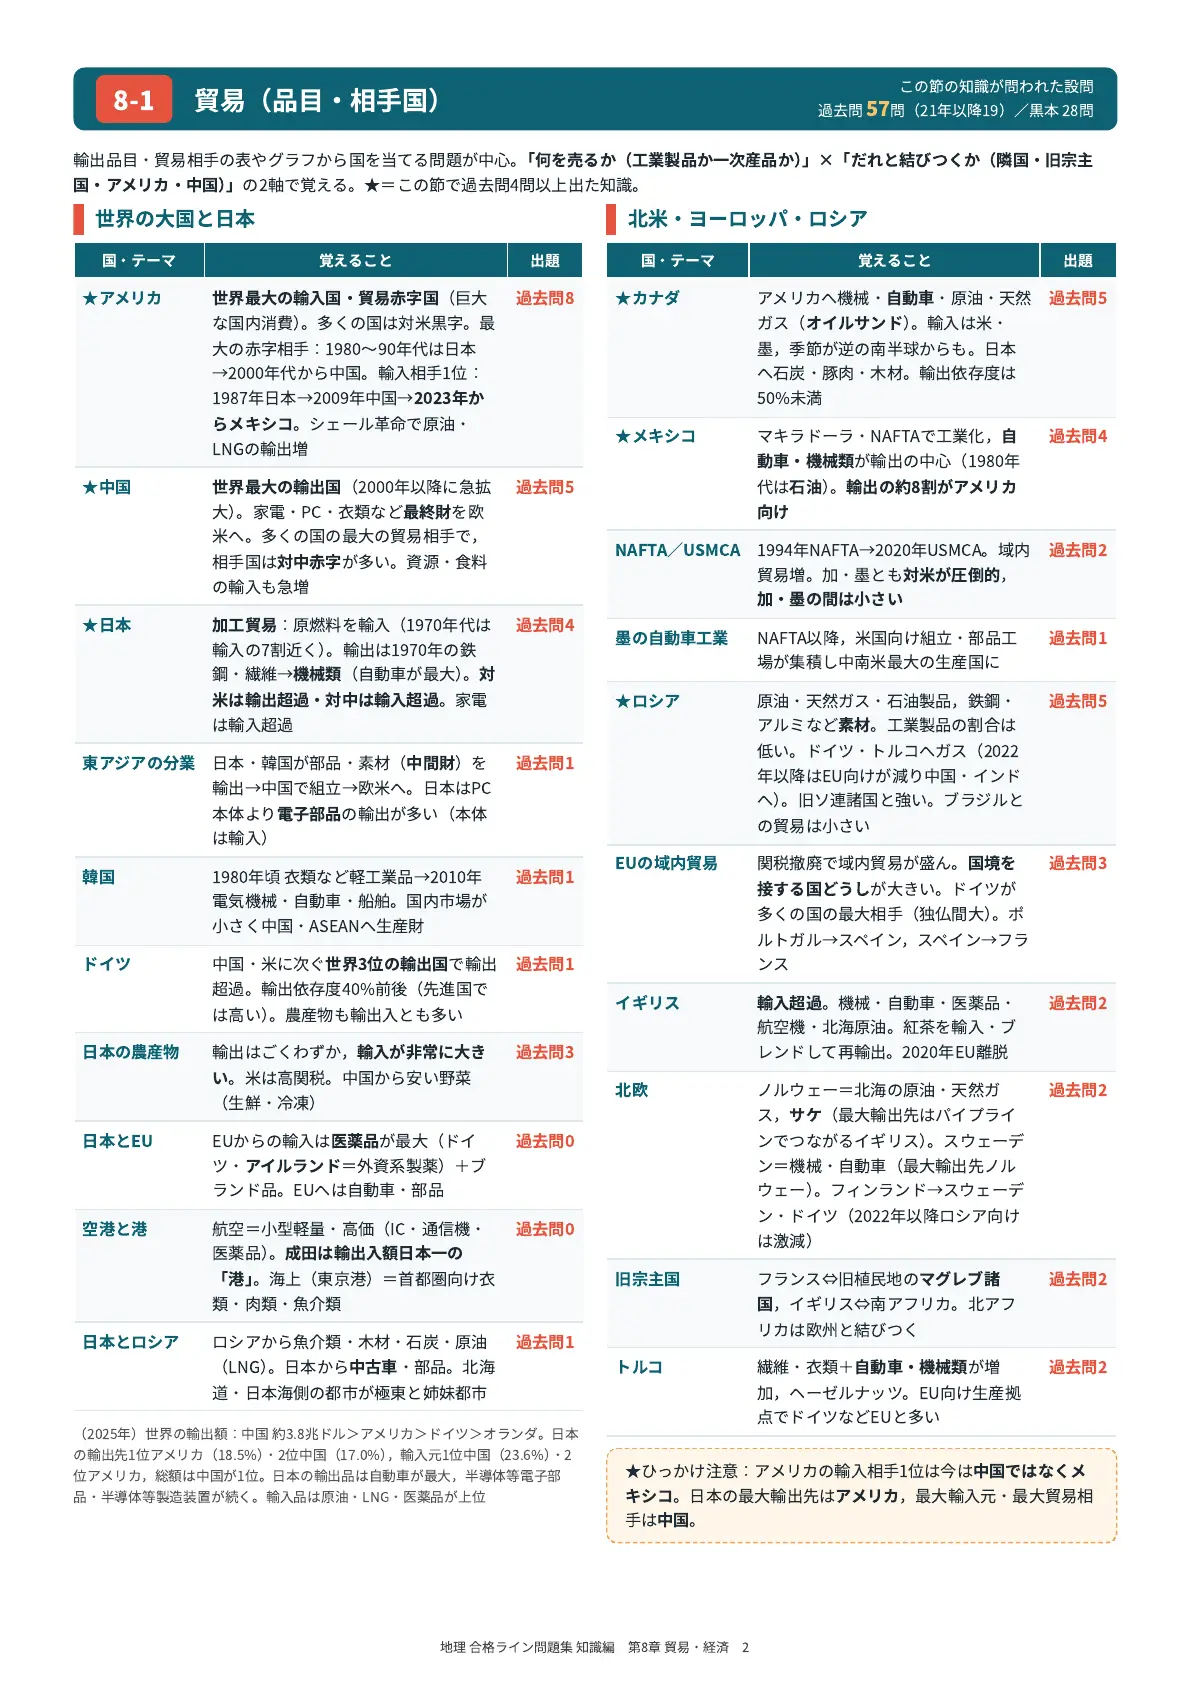 8-1 貿易（品目・相手国）
この節の知識が問われた設問
過去問 57問（21年以降19）／黒本 28問
輸出品目・貿易相手の表やグラフから国を当てる問題が中心。「何を売るか（工業製品か一次産品か）」×「だれと結びつくか（隣国・旧宗主
国・アメリカ・中国）」の2軸で覚える。★＝この節で過去問4問以上出た知識。
世界の大国と日本
国・テーマ 覚えること 出題
★アメリカ 世界最大の輸入国・貿易赤字国（巨大 過去問8
な国内消費）。多くの国は対米黒字。最
大の赤字相手：1980〜90年代は日本
→2000年代から中国。輸入相手1位：
1987年日本→2009年中国→2023年か
らメキシコ。シェール革命で原油・
LNGの輸出増
★中国 世界最大の輸出国（2000年以降に急拡 過去問5
大）。家電・PC・衣類など最終財を欧
米へ。多くの国の最大の貿易相手で，
相手国は対中赤字が多い。資源・食料
の輸入も急増
★日本 加工貿易：原燃料を輸入（1970年代は 過去問4
輸入の7割近く）。輸出は1970年の鉄
鋼・繊維→機械類（自動車が最大）。対
米は輸出超過・対中は輸入超過。家電
は輸入超過
東アジアの分業 日本・韓国が部品・素材（中間財）を 過去問1
輸出→中国で組立→欧米へ。日本はPC
本体より電子部品の輸出が多い（本体
は輸入）
韓国 1980年頃 衣類など軽工業品→2010年 過去問1
電気機械・自動車・船舶。国内市場が
小さく中国・ASEANへ生産財
ドイツ 中国・米に次ぐ世界3位の輸出国で輸出 過去問1
超過。輸出依存度40%前後（先進国で
は高い）。農産物も輸出入とも多い
日本の農産物 輸出はごくわずか，輸入が非常に大き 過去問3
い。米は高関税。中国から安い野菜
（生鮮・冷凍）
日本とEU EUからの輸入は医薬品が最大（ドイ 過去問0
ツ・アイルランド＝外資系製薬）＋ブ
ランド品。EUへは自動車・部品
空港と港 航空＝小型軽量・高価（IC・通信機・ 過去問0
医薬品）。成田は輸出入額日本一の
「港」。海上（東京港）＝首都圏向け衣
類・肉類・魚介類
日本とロシア ロシアから魚介類・木材・石炭・原油 過去問1
（LNG）。日本から中古車・部品。北海
道・日本海側の都市が極東と姉妹都市
（2025年）世界の輸出額：中国 約3.8兆ドル＞アメリカ＞ドイツ＞オランダ。日本
の輸出先1位アメリカ（18.5%）・2位中国（17.0%），輸入元1位中国（23.6%）・2
位アメリカ，総額は中国が1位。日本の輸出品は自動車が最大，半導体等電子部
品・半導体等製造装置が続く。輸入品は原油・LNG・医薬品が上位
北米・ヨーロッパ・ロシア
国・テーマ 覚えること 出題
★カナダ アメリカへ機械・自動車・原油・天然 過去問5
ガス（オイルサンド）。輸入は米・
墨，季節が逆の南半球からも。日本
へ石炭・豚肉・木材。輸出依存度は
50%未満
★メキシコ マキラドーラ・NAFTAで工業化，自 過去問4
動車・機械類が輸出の中心（1980年
代は石油）。輸出の約8割がアメリカ
向け
NAFTA／USMCA 1994年NAFTA→2020年USMCA。域内 過去問2
貿易増。加・墨とも対米が圧倒的，
加・墨の間は小さい
墨の自動車工業 NAFTA以降，米国向け組立・部品工 過去問1
場が集積し中南米最大の生産国に
★ロシア 原油・天然ガス・石油製品，鉄鋼・ 過去問5
アルミなど素材。工業製品の割合は
低い。ドイツ・トルコへガス（2022
年以降はEU向けが減り中国・インド
へ）。旧ソ連諸国と強い。ブラジルと
の貿易は小さい
EUの域内貿易 関税撤廃で域内貿易が盛ん。国境を 過去問3
接する国どうしが大きい。ドイツが
多くの国の最大相手（独仏間大）。ポ
ルトガル→スペイン，スペイン→フラ
ンス
イギリス 輸入超過。機械・自動車・医薬品・ 過去問2
航空機・北海原油。紅茶を輸入・ブ
レンドして再輸出。2020年EU離脱
北欧 ノルウェー＝北海の原油・天然ガ 過去問2
ス，サケ（最大輸出先はパイプライ
ンでつながるイギリス）。スウェーデ
ン＝機械・自動車（最大輸出先ノル
ウェー）。フィンランド→スウェーデ
ン・ドイツ（2022年以降ロシア向け
は激減）
旧宗主国 フランス⇔旧植民地のマグレブ諸 過去問2
国，イギリス⇔南アフリカ。北アフ
リカは欧州と結びつく
トルコ 繊維・衣類＋自動車・機械類が増 過去問2
加，ヘーゼルナッツ。EU向け生産拠
点でドイツなどEUと多い
★ひっかけ注意：アメリカの輸入相手1位は今は中国ではなくメ
キシコ。日本の最大輸出先はアメリカ，最大輸入元・最大貿易相
手は中国。
地理 合格ライン問題集 知識編 第8章 貿易・経済 2